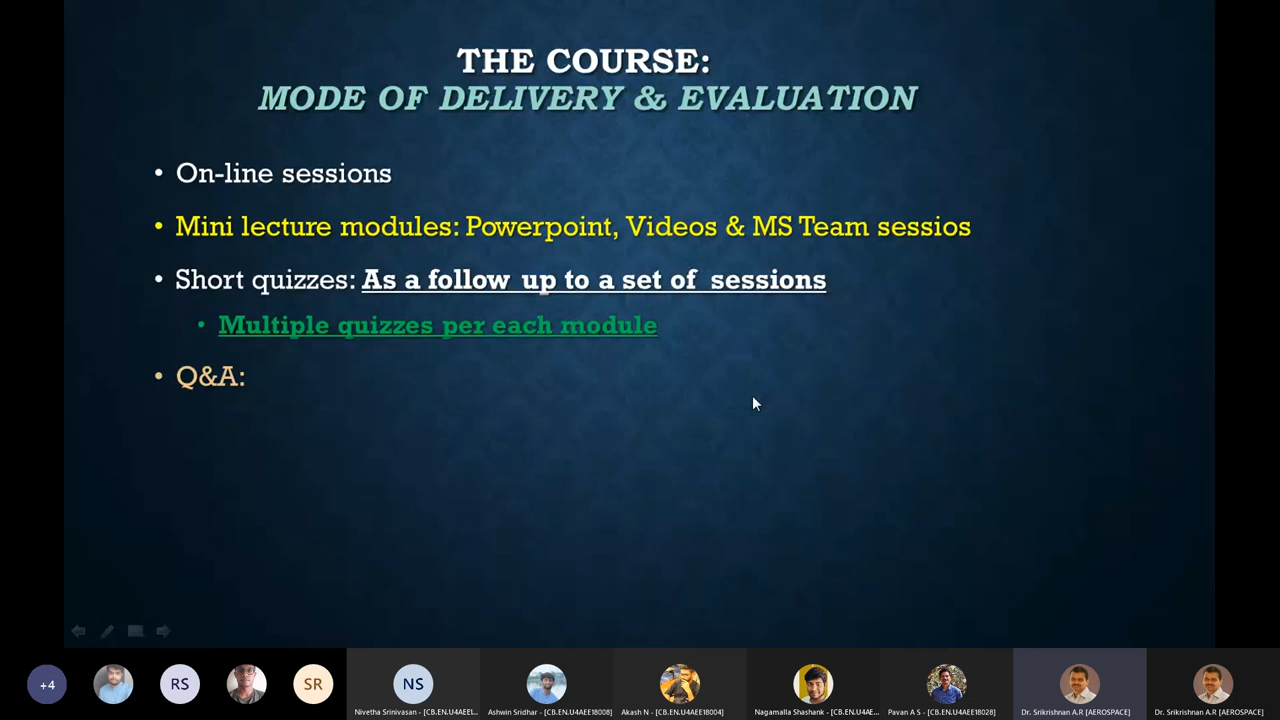 THE COURSE:
MODE OF DELIVERY & EVALUATION
• On-line sessions
• Mini lecture modules: Powerpoint, Videos & MS Team sessios
• Short quizzes: As a follow up to a set of sessions
• Multiple quizzes per each module
• Q&A:
+4
RS
SR
NS
Nivetha Srinivasan - [CB.EN.U4AEE1...
Ashwin Sridhar - [CB.EN.U4AEE18008]
Akash N - [CB.EN.U4AEE18004]
Nagamalla Shashank - [CB.EN.U4AE...
Pavan A S - [CB.EN.U4AEE18028]
Dr. Srikrishnan A.R [AEROSPACE]
Dr. Srikrishnan A.R [AEROSPACE]